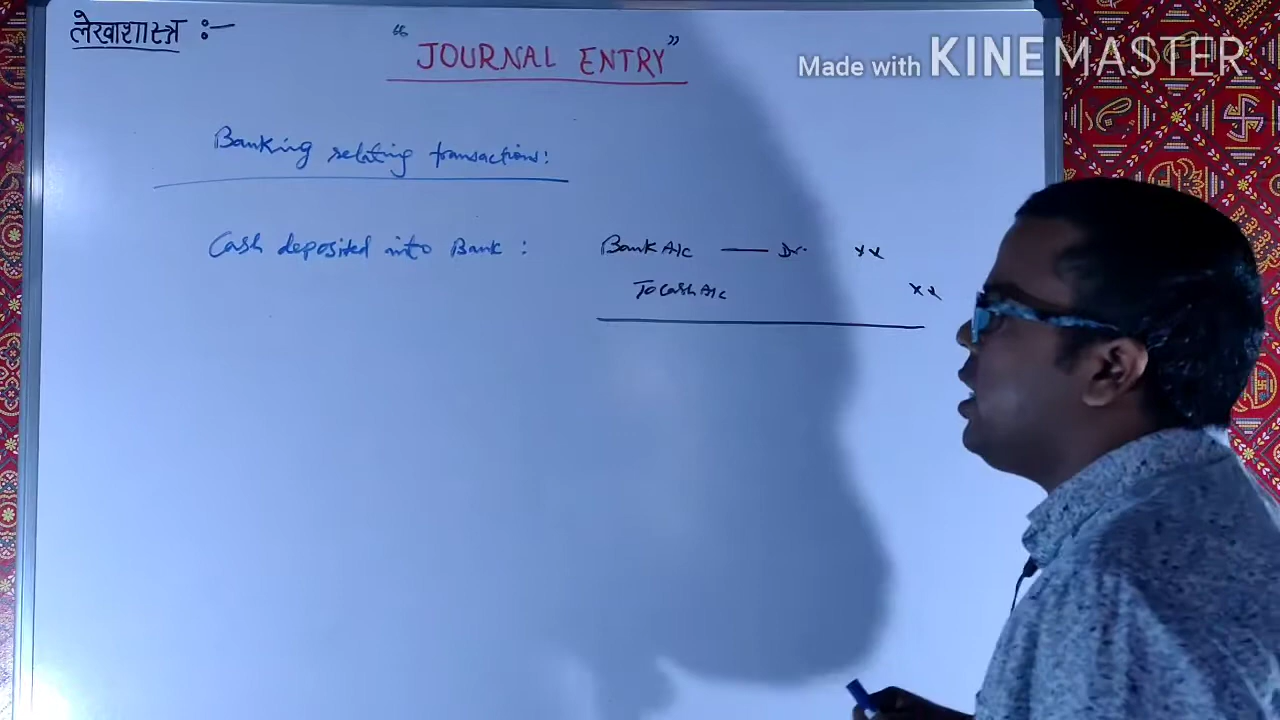 लेखाशास्त्र :-
"JOURNAL ENTRY"
Made with KINEMASTER
Banking relating transactions:
Cash deposited into Bank : Bank A/c —— Dr. xx
To Cash A/c xx